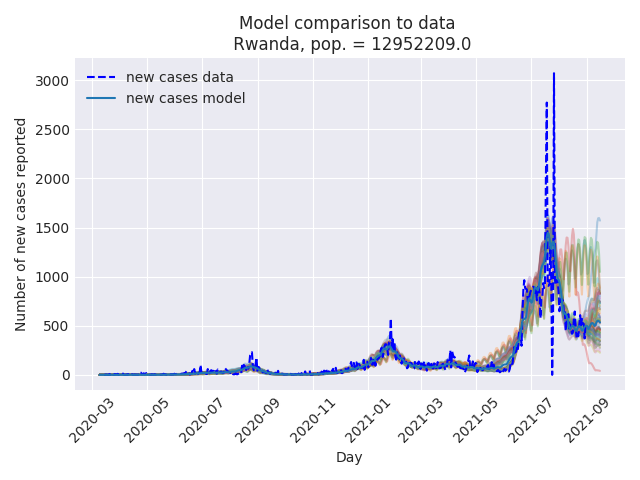 Model comparison to data
Rwanda, pop. = 12952209.0
new cases data
new cases model
Number of new cases reported
3000
2500
2000
1500
1000
500
0
2020-03
2020-05
2020-07
2020-09
2020-11
2021-01
2021-03
2021-05
2021-07
2021-09
Day